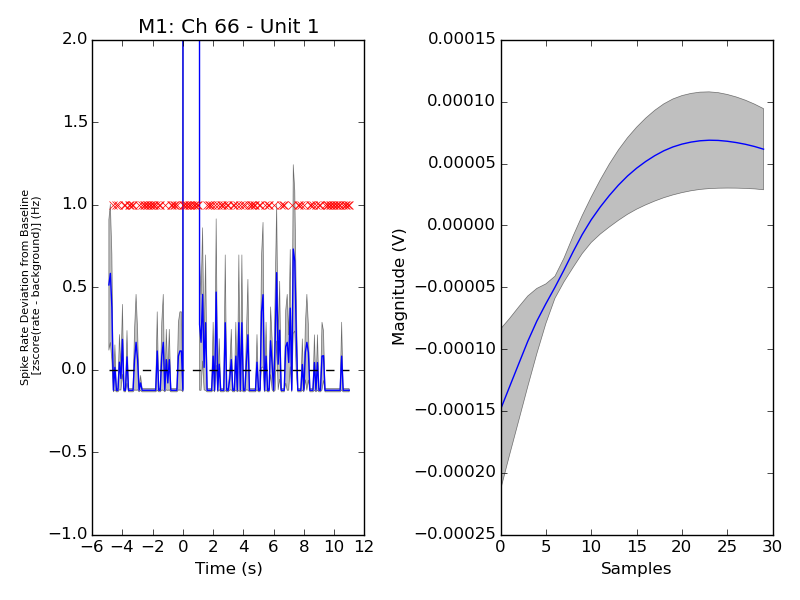 M1: Ch 66 - Unit 1
Spike Rate Deviation from Baseline
[zscore(rate - background)] (Hz)
2.0
1.5
1.0
0.5
0.0
−0.5
−1.0
−6 −4 −2 0 2 4 6 8 10 12
Time (s)
Magnitude (V)
0.00015
0.00010
0.00005
0.00000
−0.00005
−0.00010
−0.00015
−0.00020
−0.00025
0 5 10 15 20 25 30
Samples